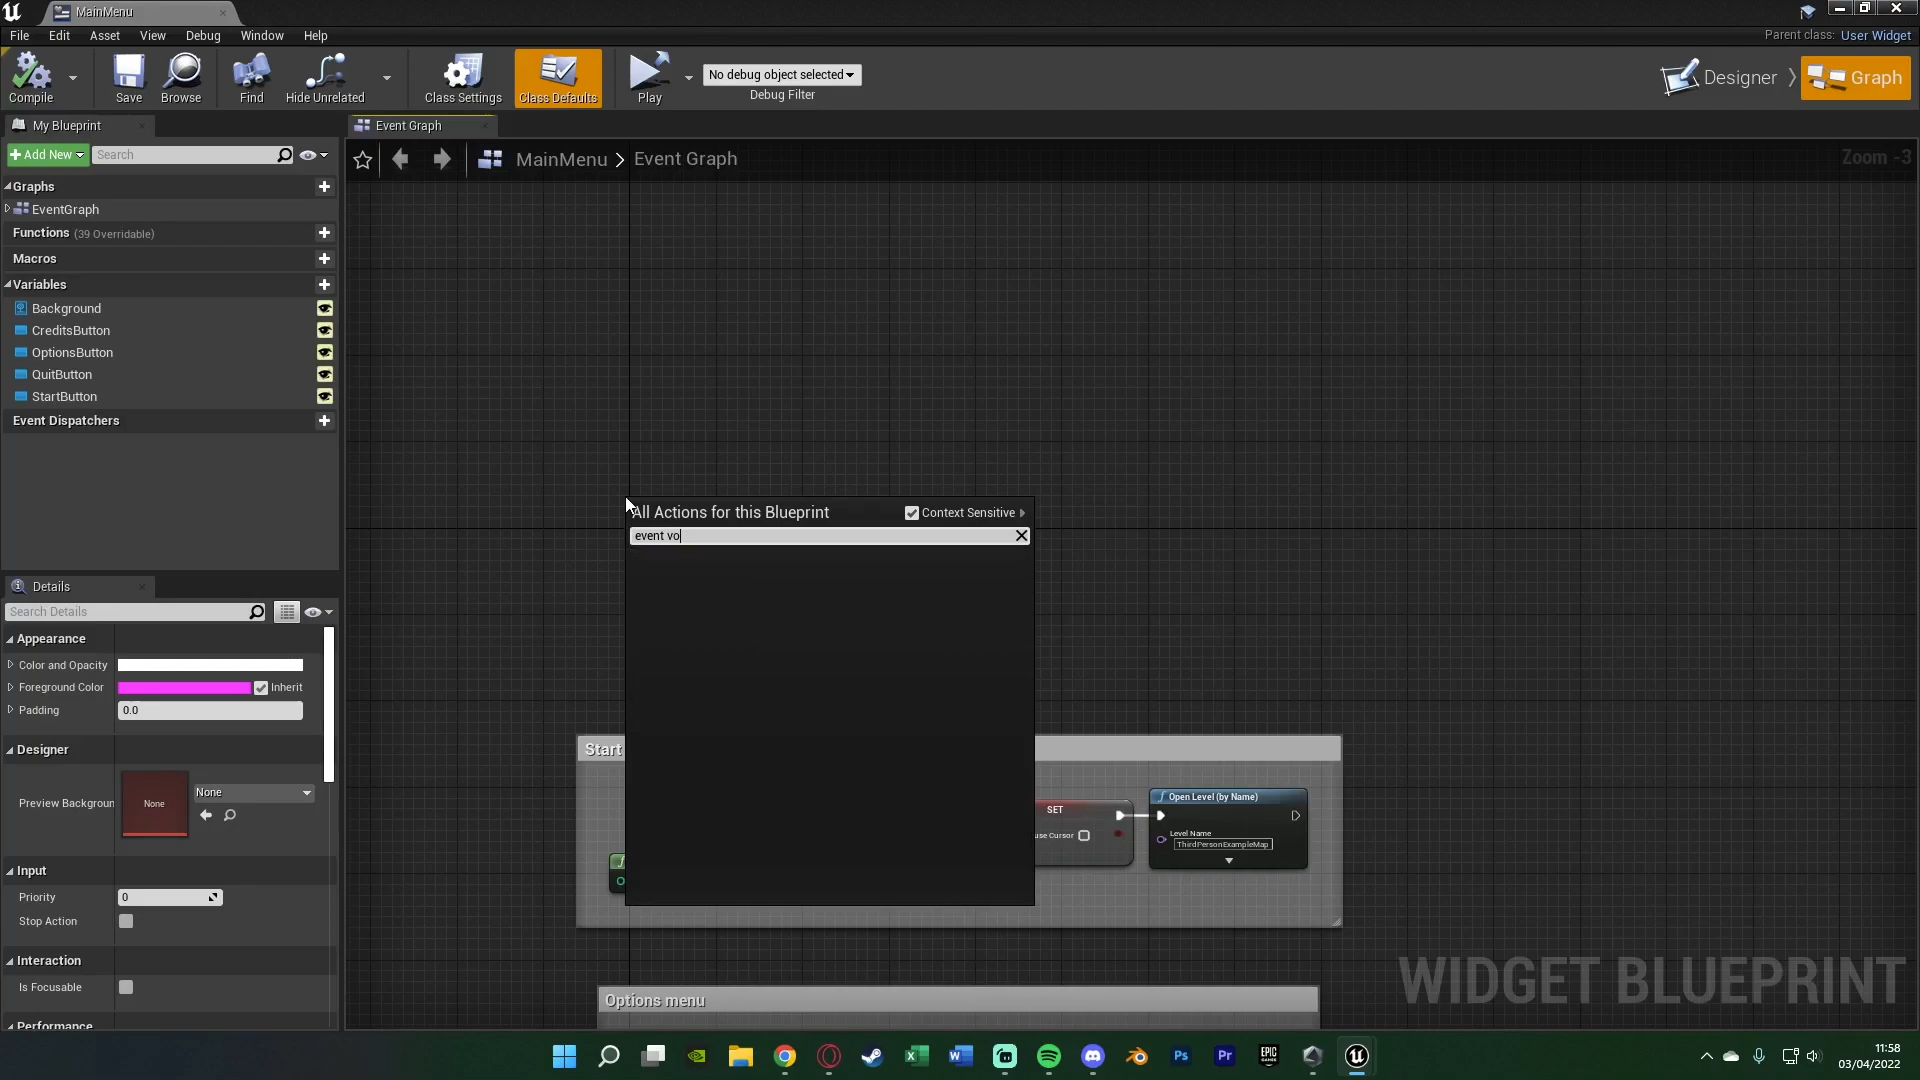 MainMenu
File Edit Asset View Debug Window Help
Parent class: User Widget
Compile Save Browse Find Hide Unrelated Class Settings Class Defaults Play
No debug object selected
Debug Filter
Designer Graph
My Blueprint
Event Graph
Add New Search
MainMenu > Event Graph
Zoom -3
Graphs
EventGraph
Functions (39 Overridable)
Macros
Variables
Background
CreditsButton
OptionsButton
QuitButton
StartButton
Event Dispatchers
All Actions for this Blueprint Context Sensitive
event vo
Details
Search Details
Appearance
Color and Opacity
Foreground Color Inherit
Padding 0.0
Designer
Preview Backgroun None None
Input
Priority 0
Stop Action
Interaction
Is Focusable
Performance
Start
SET
use Cursor
Open Level (by Name)
Level Name
ThirdPersonExampleMap
Options menu
WIDGET BLUEPRINT
11:58
03/04/2022